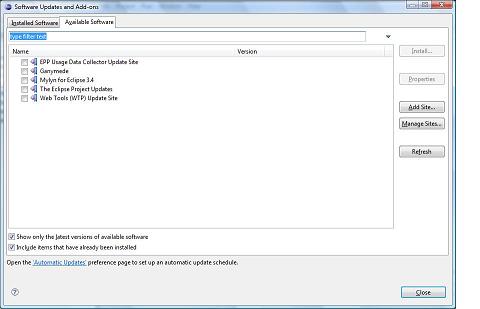 Software Updates and Add-ons
Installed Software Available Software
type filter text
Name Version
Install...
EPP Usage Data Collector Update Site
Ganymede
Properties
Mylyn for Eclipse 3.4
The Eclipse Project Updates
Web Tools (WTP) Update Site
Add Site...
Manage Sites...
Refresh
Show only the latest versions of available software
Include items that have already been installed
Open the 'Automatic Updates' preference page to set up an automatic update schedule.
Close